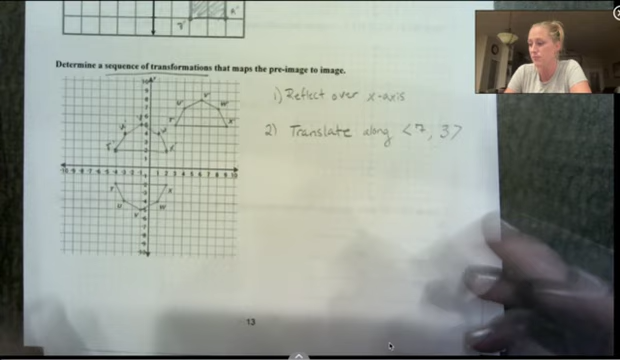 Determine a sequence of transformations that maps the pre-image to image.
1) Reflect over x-axis
2) Translate along <7, 3>
13